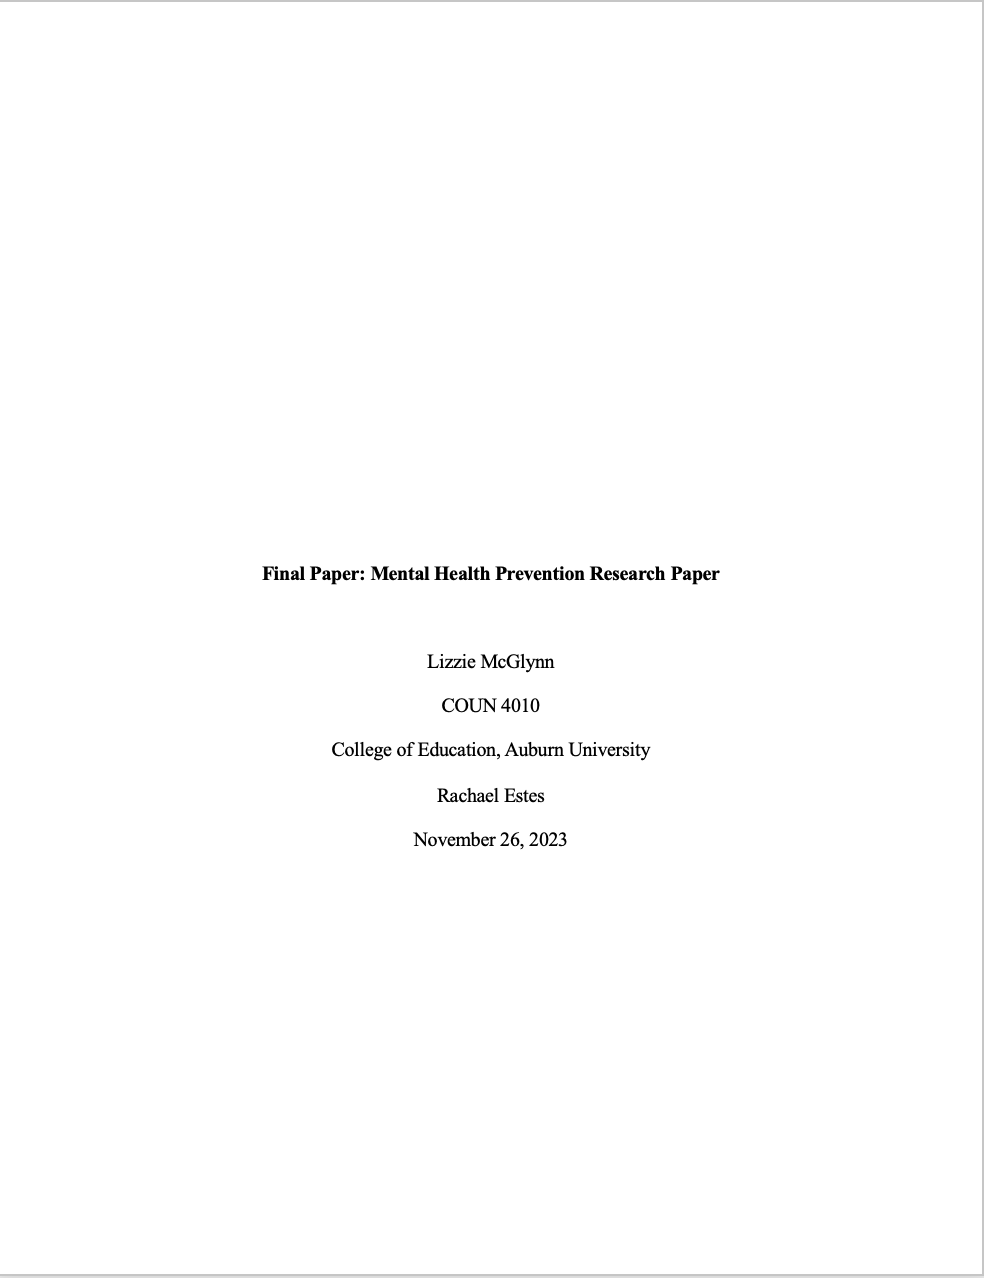 Final Paper: Mental Health Prevention Research Paper
Lizzie McGlynn
COUN 4010
College of Education, Auburn University
Rachael Estes
November 26, 2023